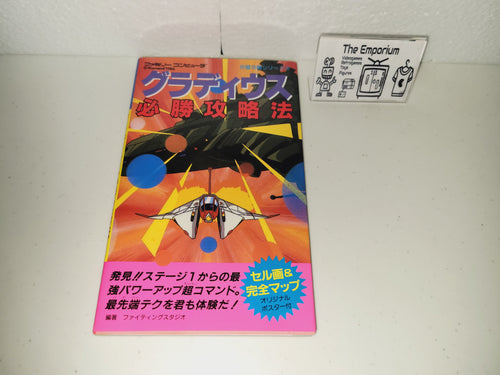 ファミリー コンピュータ
グラディウス
必勝攻略法
発見!!ステージ1からの最
強パワーアップ超コマンド。
最先端テクを君も体験だ!
編著 ファイティングスタジオ
セル画&
完全マップ
オリジナル
ポスター付
The Emporium
Videogames
Retrogames
Toys
Figures